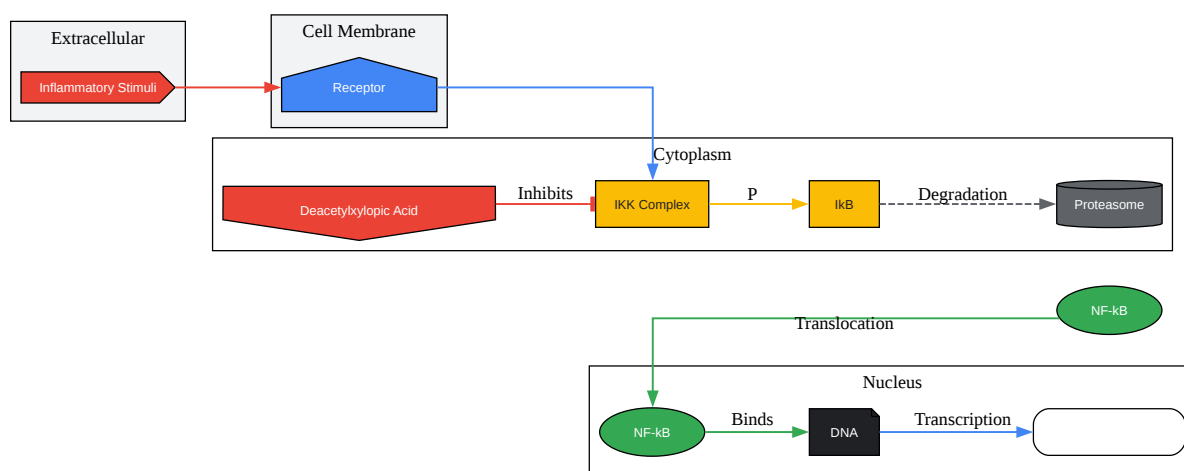 Extracellular
Inflammatory Stimuli
Cell Membrane
Receptor
Cytoplasm
Deacetylxylopic Acid
Inhibits
IKK Complex
P
IkB
Degradation
Proteasome
NF-kB
Translocation
Nucleus
NF-kB
Binds
DNA
Transcription